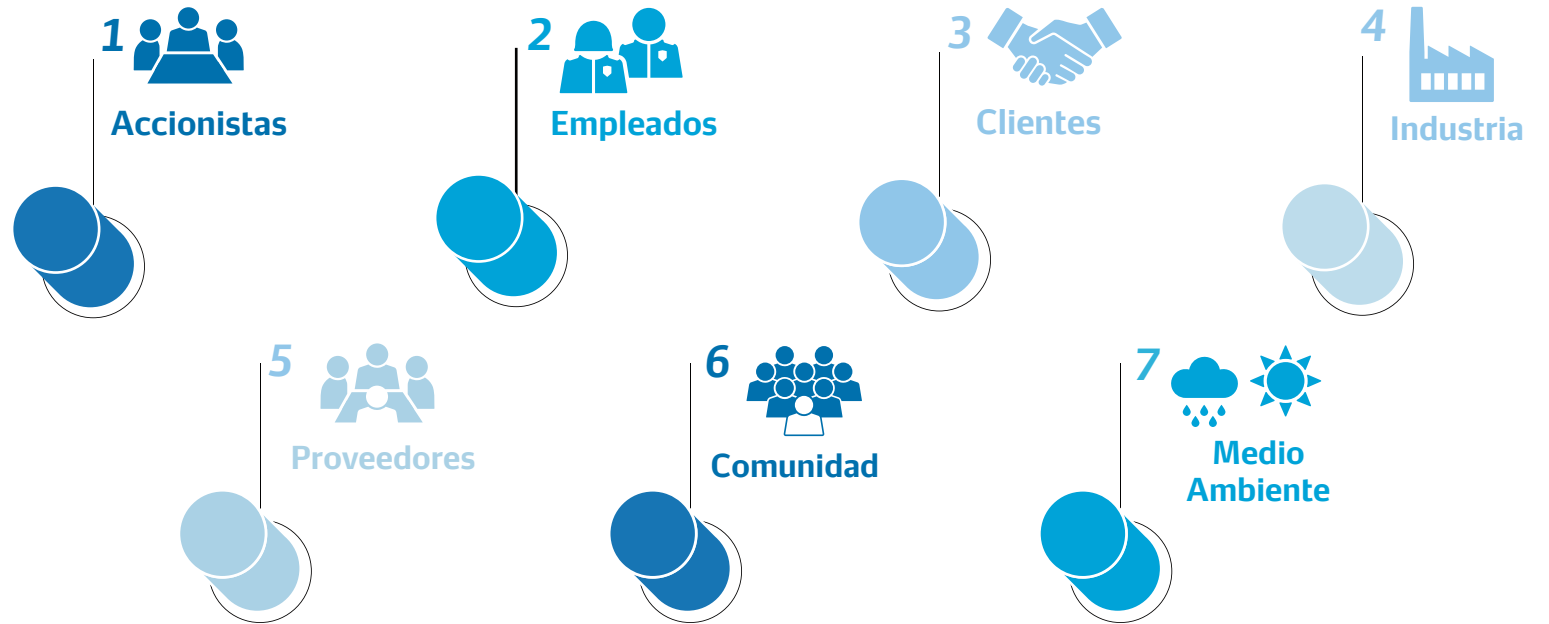 1
Accionistas
2
Empleados
3
Clientes
4
Industria
5
Proveedores
6
Comunidad
7
Medio
Ambiente